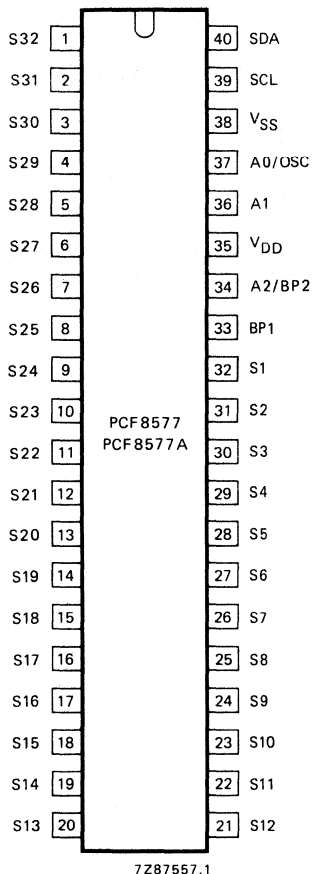 S32 1 40 SDA
S31 2 39 SCL
S30 3 38 VSS
S29 4 37 A0/OSC
S28 5 36 A1
S27 6 35 VDD
S26 7 34 A2/BP2
S25 8 33 BP1
S24 9 32 S1
S23 10 31 S2
PCF8577
PCF8577A
S22 11 30 S3
S21 12 29 S4
S20 13 28 S5
S19 14 27 S6
S18 15 26 S7
S17 16 25 S8
S16 17 24 S9
S15 18 23 S10
S14 19 22 S11
S13 20 21 S12
7Z87557.1